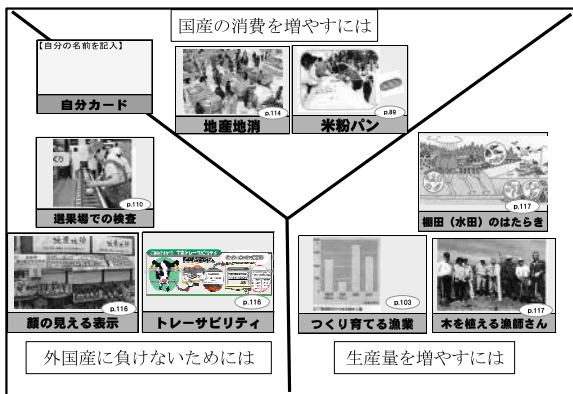 国産の消費を増やすには
【自分の名前を記入】
自分カード
p.114
地産地消
p.89
米粉パン
p.110
選果場での検査
p.117
棚田（水田）のはたらき
地産地消
p.116
顔の見える表示
p.116
トレーサビリティ
p.103
つくり育てる漁業
p.117
木を植える漁師さん
外国産に負けないためには
生産量を増やすには